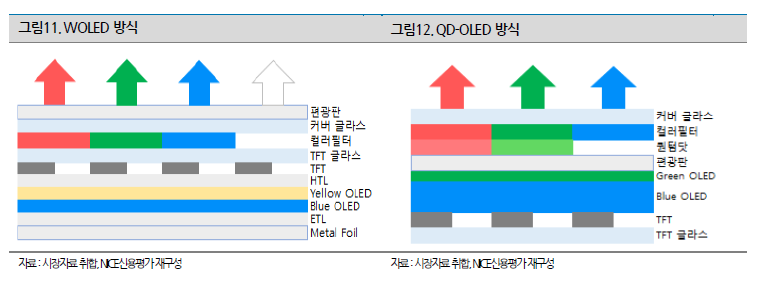 그림11. WOLED 방식
편광판
커버 글라스
컬러필터
TFT 글라스
TFT
HTL
Yellow OLED
Blue OLED
ETL
Metal Foil
자료 : 시장자료 취합, NICE신용평가 재구성
그림12. QD-OLED 방식
커버 글라스
컬러필터
퀀텀닷
편광판
Green OLED
Blue OLED
TFT
TFT 글라스
자료 : 시장자료 취합, NICE신용평가 재구성